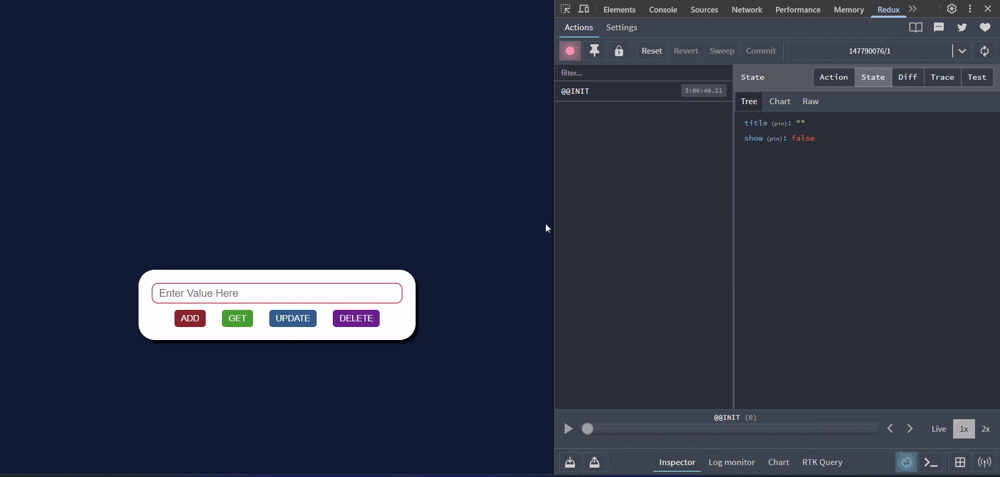 Enter Value Here
ADD GET UPDATE DELETE
Elements Console Sources Network Performance Memory Redux
Actions Settings
Reset Revert Sweep Commit 147790076/1
filter...
@@INIT 3:06:40.21
State Action State Diff Trace Test
Tree Chart Raw
title (pin): ""
show (pin): false
@@INIT (0)
Live 1x 2x
Inspector Log monitor Chart RTK Query